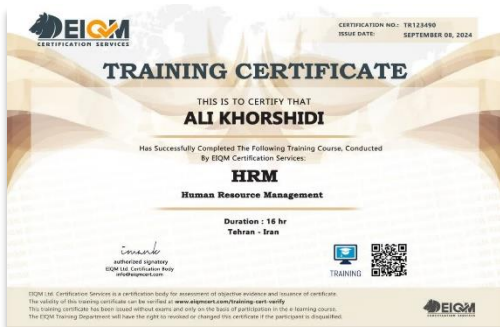 EIQM
CERTIFICATION SERVICES
CERTIFICATION NO.: TR123490
ISSUE DATE: SEPTEMBER 08, 2024
TRAINING CERTIFICATE
THIS IS TO CERTIFY THAT
ALI KHORSHIDI
Has Successfully Completed The Following Training Course, Conducted
By EIQM Certification Services:
HRM
Human Resource Management
Duration : 16 hr
Tehran - Iran
authorized signatory
EIQM Ltd. Certification Body
info@eiqmcert.com
TRAINING
EIQM Ltd. Certification Services is a certification body for assessment of objective evidence and issuance of certificate.
The validity of this training certificate can be verified at www.eiqmcert.com/training-cert-verify
This training certificate has been issued without exams and only on the basis of participation in the e-learning course.
The EIQM Training Department will have the right to revoked or changed this certificate if the participant is disqualified.
EIQM
CERTIFICATION SERVICES